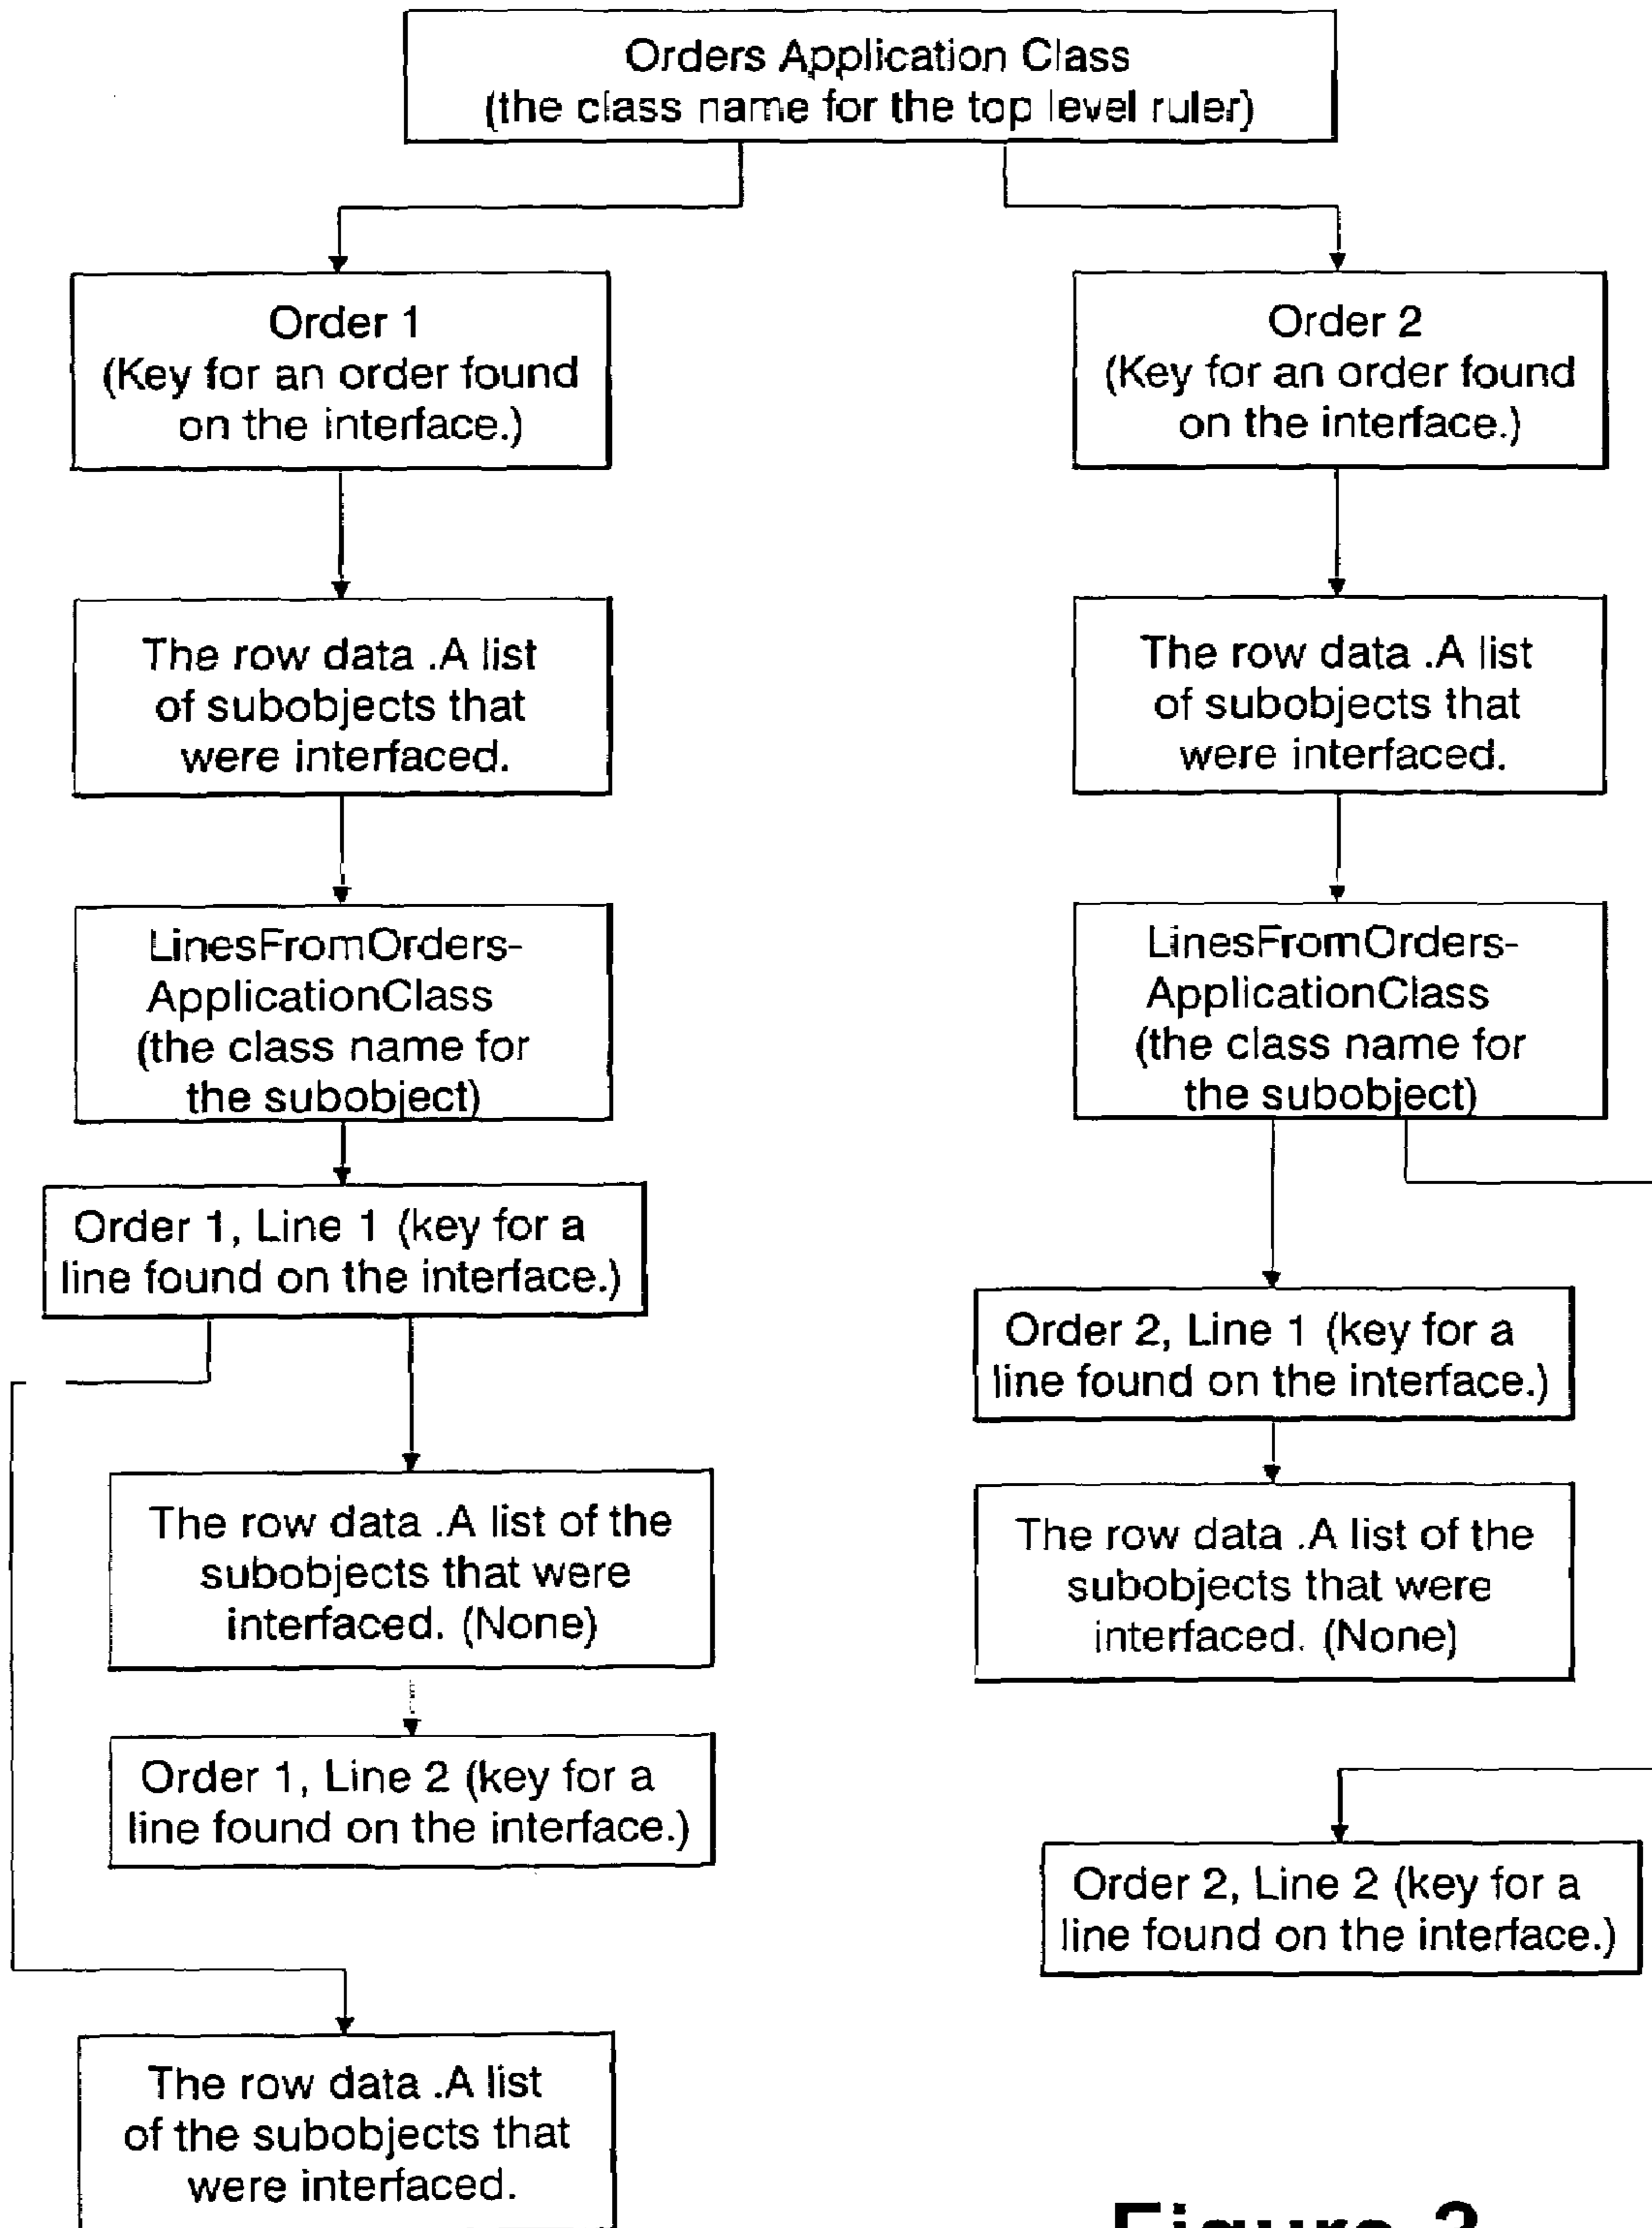 Orders Application Class
(the class name for the top level ruler)
Order 1
(Key for an order found
on the interface.)
Order 2
(Key for an order found
on the interface.)
The row data .A list
of subobjects that
were interfaced.
The row data .A list
of subobjects that
were interfaced.
LinesFromOrders-
ApplicationClass
(the class name for
the subobject)
LinesFromOrders-
ApplicationClass
(the class name for
the subobject)
Order 1, Line 1 (key for a
line found on the interface.)
Order 2, Line 1 (key for a
line found on the interface.)
The row data .A list of the
subobjects that were
interfaced. (None)
The row data .A list of the
subobjects that were
interfaced. (None)
Order 1, Line 2 (key for a
line found on the interface.)
Order 2, Line 2 (key for a
line found on the interface.)
The row data .A list
of the subobjects that
were interfaced.
Figure